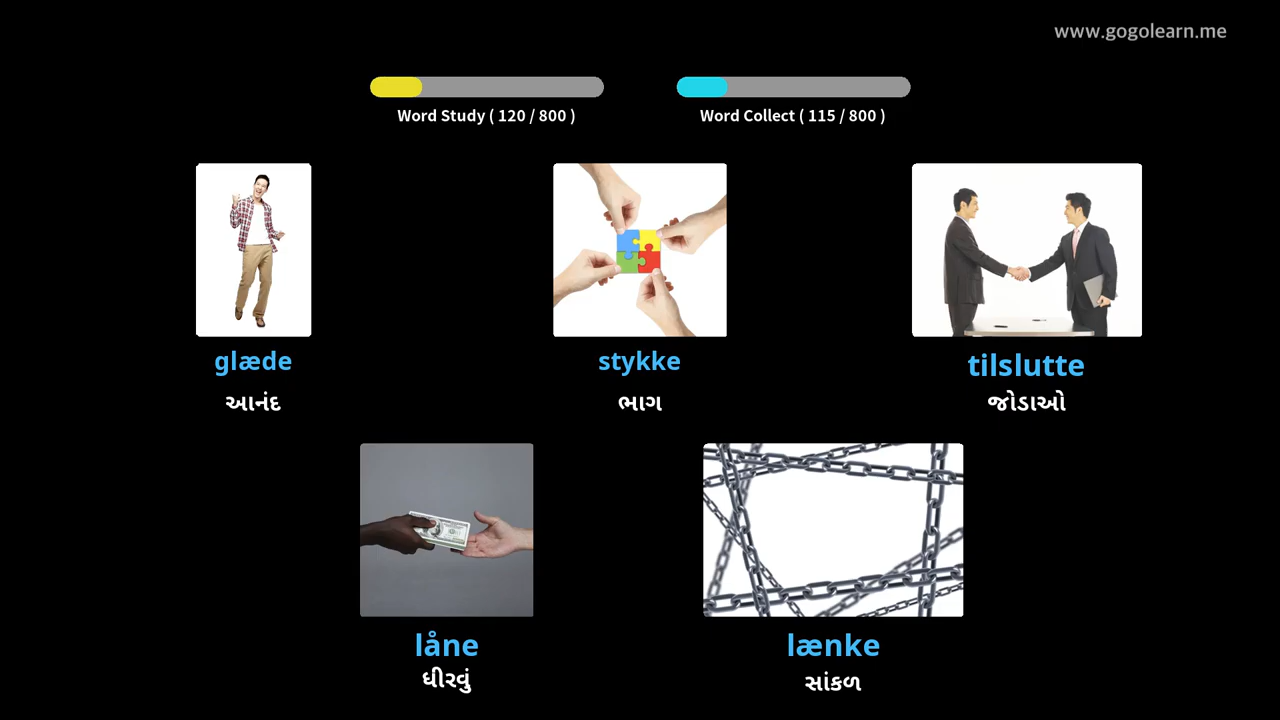 www.gogolearn.me
Word Study ( 120 / 800 )
Word Collect ( 115 / 800 )
glæde
stykke
tilslutte
આનંદ
ભાગ
જોડાઓ
låne
lænke
ધીરવું
સાંકળ